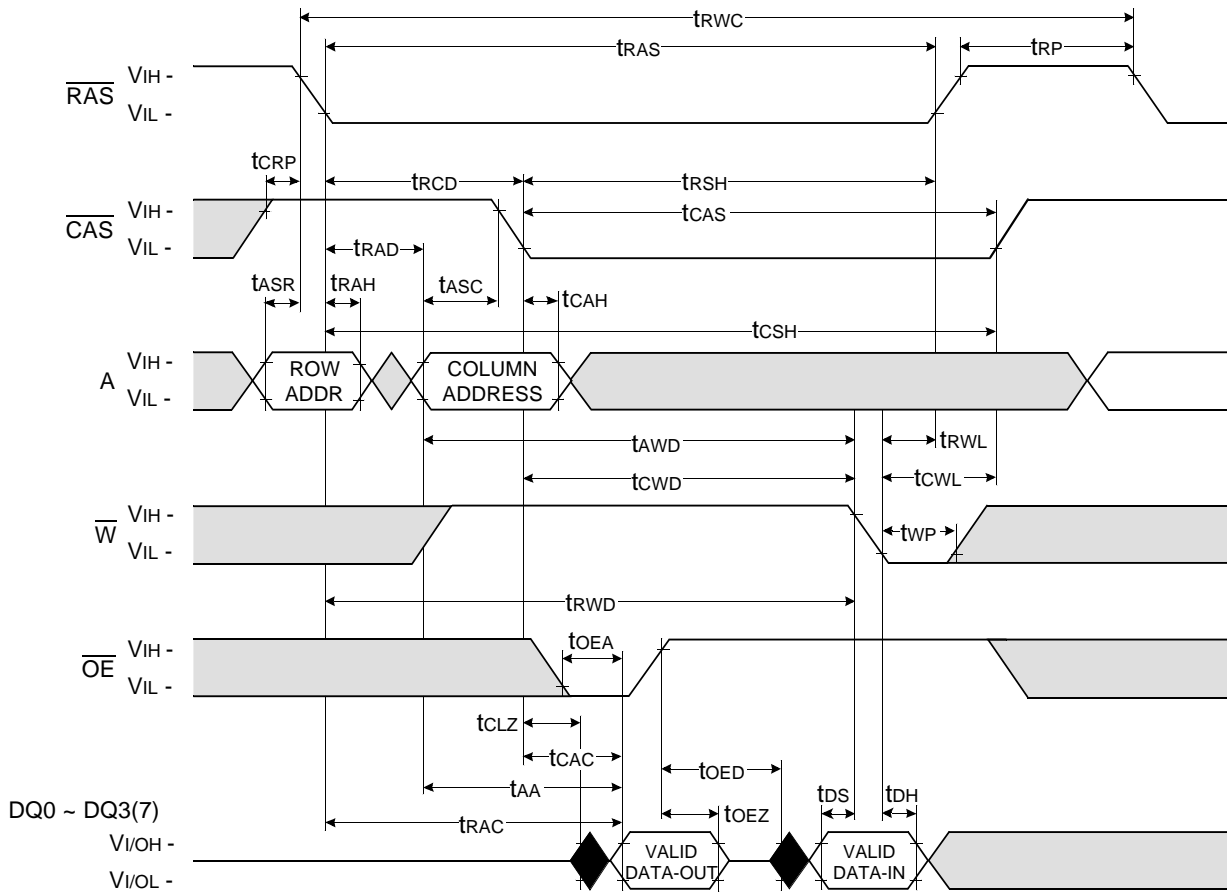 tRWC
tRAS
tRP
RAS
VIH -
VIL -
tCRP
tRCD
tRSH
CAS
VIH -
VIL -
tCAS
tRAD
tASR
tRAH
tASC
tCAH
tCSH
A
VIH -
VIL -
ROW
ADDR
COLUMN
ADDRESS
tAWD
tRWL
tCWD
tCWL
W
VIH -
VIL -
tWP
tRWD
OE
VIH -
VIL -
tOEA
tCLZ
tCAC
tOED
tAA
tOEZ
tDS
tDH
tRAC
DQ0 ~ DQ3(7)
VI/OH -
VI/OL -
VALID
DATA-OUT
VALID
DATA-IN